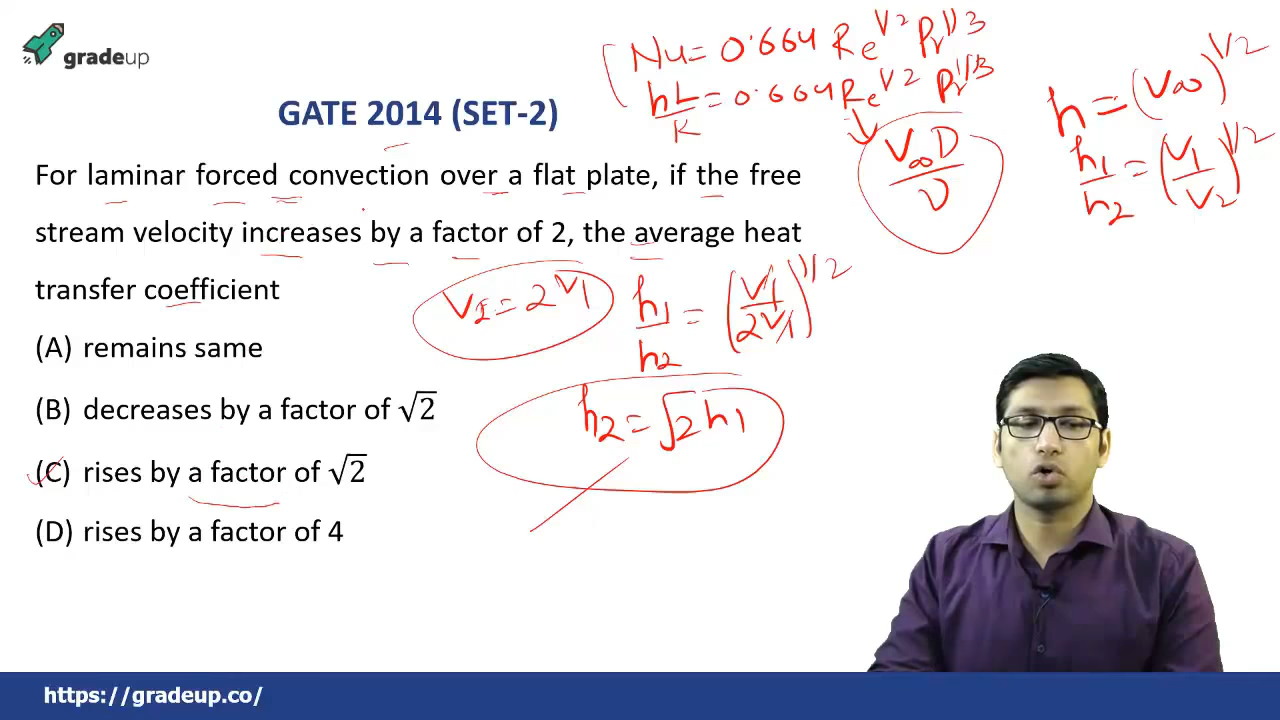 gradeup
GATE 2014 (SET-2)
For laminar forced convection over a flat plate, if the free
stream velocity increases by a factor of 2, the average heat
transfer coefficient
(A) remains same
(B) decreases by a factor of √2
(C) rises by a factor of √2
(D) rises by a factor of 4
Nu = 0.664 Re^1/2 Pr^1/3
hL/K = 0.664 Re^1/2 Pr^1/3
V∞D/ν
h = (V∞)^1/2
h1/h2 = (V1/V2)^1/2
V2 = 2V1
h1/h2 = (V1/2V1)^1/2
h2 = √2 h1
https://gradeup.co/